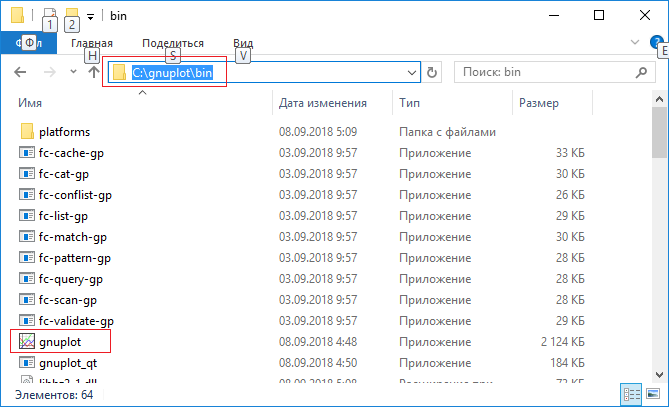 1 2 bin
Файл Главная Поделиться Вид
Ф H S V E
C:\gnuplot\bin Поиск: bin
Имя Дата изменения Тип Размер
platforms 08.09.2018 5:09 Папка с файлами
fc-cache-gp 03.09.2018 9:57 Приложение 33 КБ
fc-cat-gp 03.09.2018 9:57 Приложение 30 КБ
fc-conflist-gp 03.09.2018 9:57 Приложение 26 КБ
fc-list-gp 03.09.2018 9:57 Приложение 29 КБ
fc-match-gp 03.09.2018 9:57 Приложение 30 КБ
fc-pattern-gp 03.09.2018 9:57 Приложение 28 КБ
fc-query-gp 03.09.2018 9:57 Приложение 28 КБ
fc-scan-gp 03.09.2018 9:57 Приложение 28 КБ
fc-validate-gp 03.09.2018 9:57 Приложение 29 КБ
gnuplot 08.09.2018 4:48 Приложение 2 124 КБ
gnuplot_qt 08.09.2018 4:50 Приложение 184 КБ
08.09.2018 5:08 72 КБ
Элементов: 64